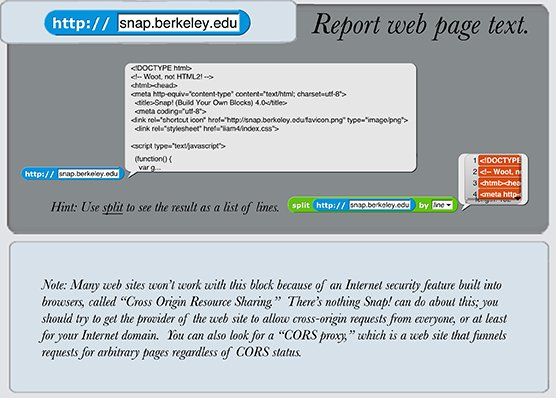 http:// snap.berkeley.edu
Report web page text.
<!DOCTYPE html>
<!-- Woot, not HTML2! -->
<html><head>
<meta http-equiv="content-type" content="text/html; charset=utf-8">
<title>Snap! (Build Your Own Blocks) 4.0</title>
<meta coding="utf-8">
<link rel="shortcut icon" href="http://snap.berkeley.edu/favicon.png" type="image/png">
<link rel="stylesheet" href="liam4/index.css">
<script type="text/javascript">
(function() {
var g...
http:// snap.berkeley.edu
1 <!DOCTYPE
2 <!-- Woot, n
3 <html><hea
4 <meta http-
Hint: Use split to see the result as a list of lines.
split http:// snap.berkeley.edu by line
Note: Many web sites won't work with this block because of an Internet security feature built into
browsers, called “Cross Origin Resource Sharing.” There's nothing Snap! can do about this; you
should try to get the provider of the web site to allow cross-origin requests from everyone, or at least
for your Internet domain. You can also look for a “CORS proxy,” which is a web site that funnels
requests for arbitrary pages regardless of CORS status.